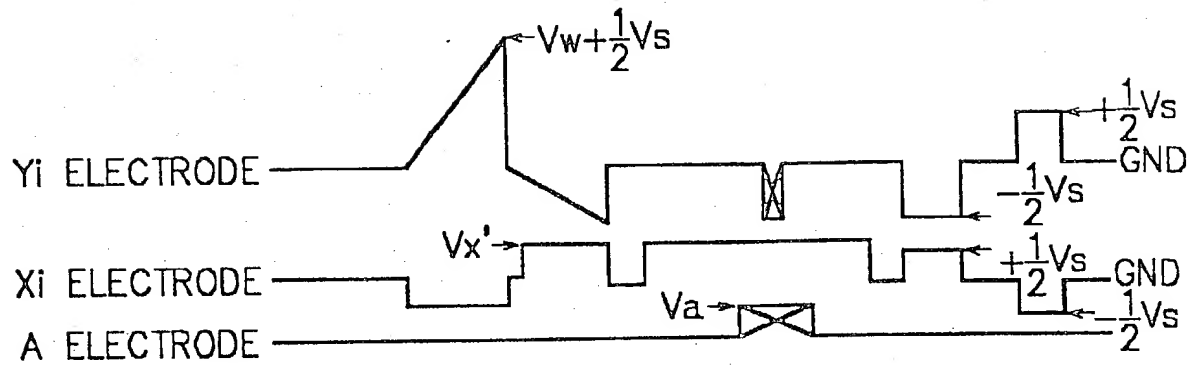 Vw+1/2Vs
+1/2Vs
Yi ELECTRODE
GND
-1/2Vs
Vx'
+1/2Vs
Xi ELECTRODE
GND
Va
-1/2Vs
A ELECTRODE